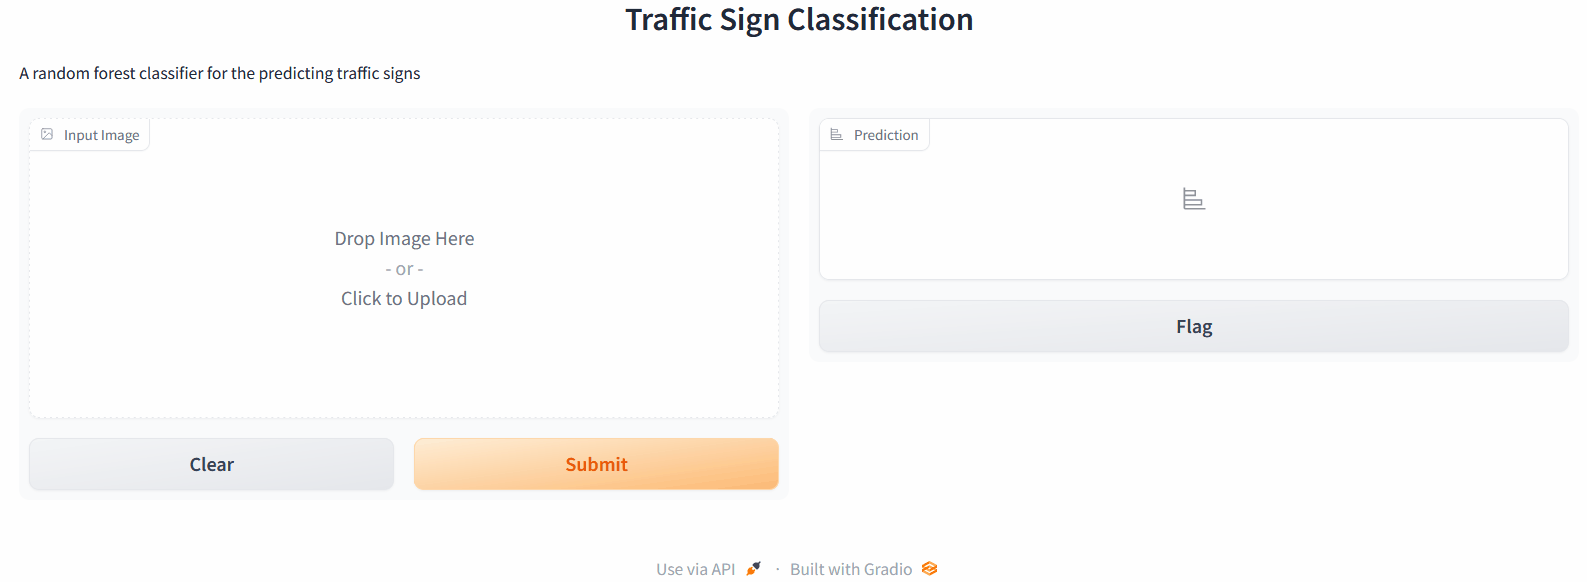 Traffic Sign Classification
A random forest classifier for the predicting traffic signs
Input Image
Drop Image Here
- or -
Click to Upload
Clear
Submit
Prediction
Flag
Use via API · Built with Gradio